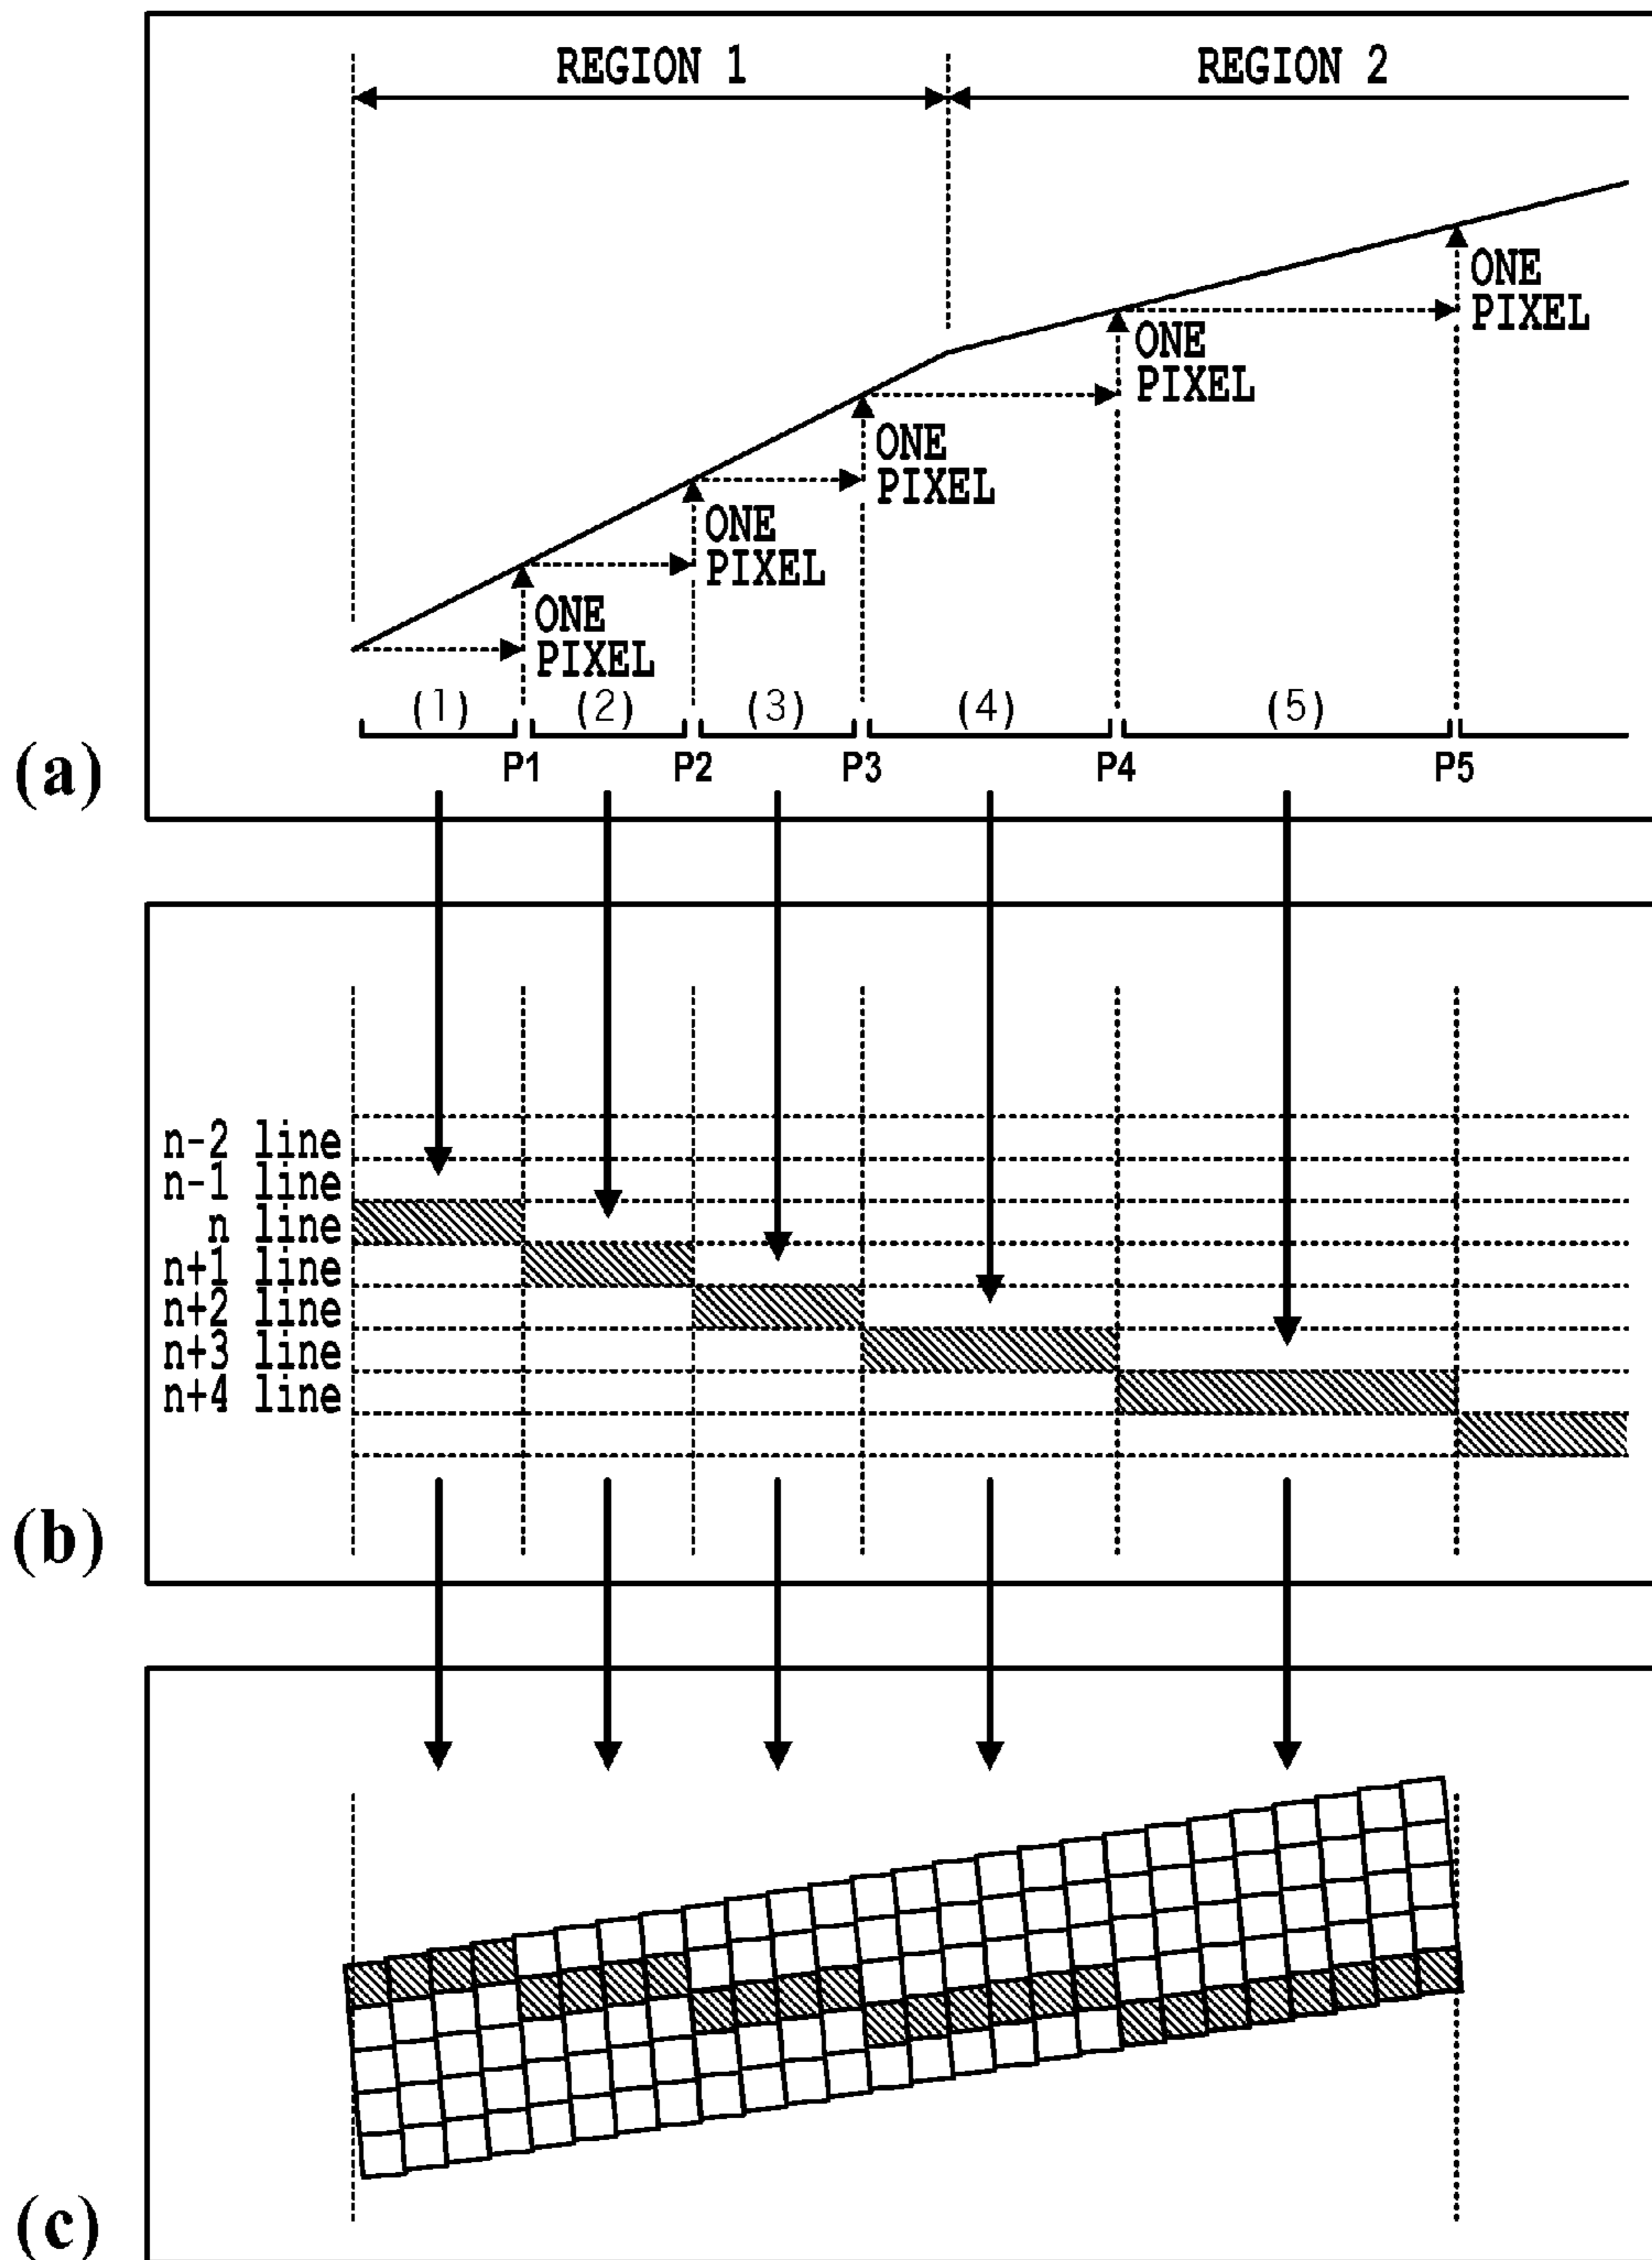 REGION 1 REGION 2
ONE
PIXEL
ONE
PIXEL
ONE
PIXEL
ONE
PIXEL
ONE
PIXEL
(1) (2) (3) (4) (5)
P1 P2 P3 P4 P5
(a)
n-2 line
n-1 line
n line
n+1 line
n+2 line
n+3 line
n+4 line
(b)
(c)